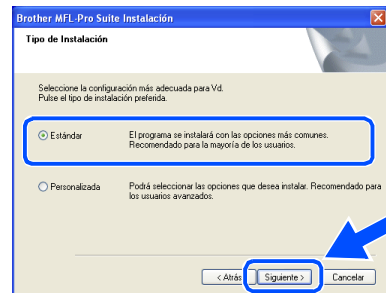 Brother MFL-Pro Suite Instalación
Tipo de Instalación
Seleccione la configuración más adecuada para Vd.
Pulse el tipo de instalación preferida.
Estándar
El programa se instalará con las opciones más comunes.
Recomendado para la mayoría de los usuarios.
Personalizada
Podrá seleccionar las opciones que desea instalar. Recomendado para
los usuarios avanzados.
< Atrás
Siguiente >
Cancelar